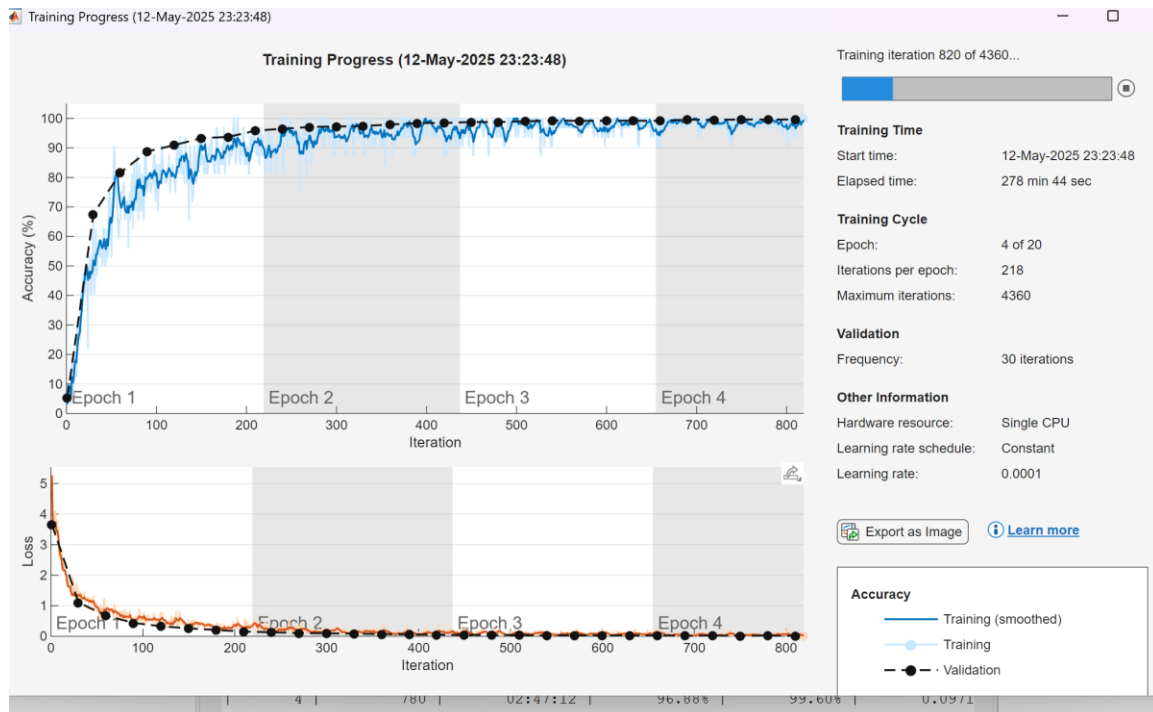 Training Progress (12-May-2025 23:23:48)
Training Progress (12-May-2025 23:23:48)
Accuracy (%)
100
90
80
70
60
50
40
30
20
10
0
Epoch 1
Epoch 2
Epoch 3
Epoch 4
0 100 200 300 400 500 600 700 800
Iteration
Loss
5
4
3
2
1
0
Epoch 1
Epoch 2
Epoch 3
Epoch 4
0 100 200 300 400 500 600 700 800
Iteration
Training iteration 820 of 4360...
Training Time
Start time: 12-May-2025 23:23:48
Elapsed time: 278 min 44 sec
Training Cycle
Epoch: 4 of 20
Iterations per epoch: 218
Maximum iterations: 4360
Validation
Frequency: 30 iterations
Other Information
Hardware resource: Single CPU
Learning rate schedule: Constant
Learning rate: 0.0001
Export as Image
Learn more
Accuracy
Training (smoothed)
Training
Validation
| 4 | 780 | 02:47:12 | 96.88% | 99.60% | 0.0971